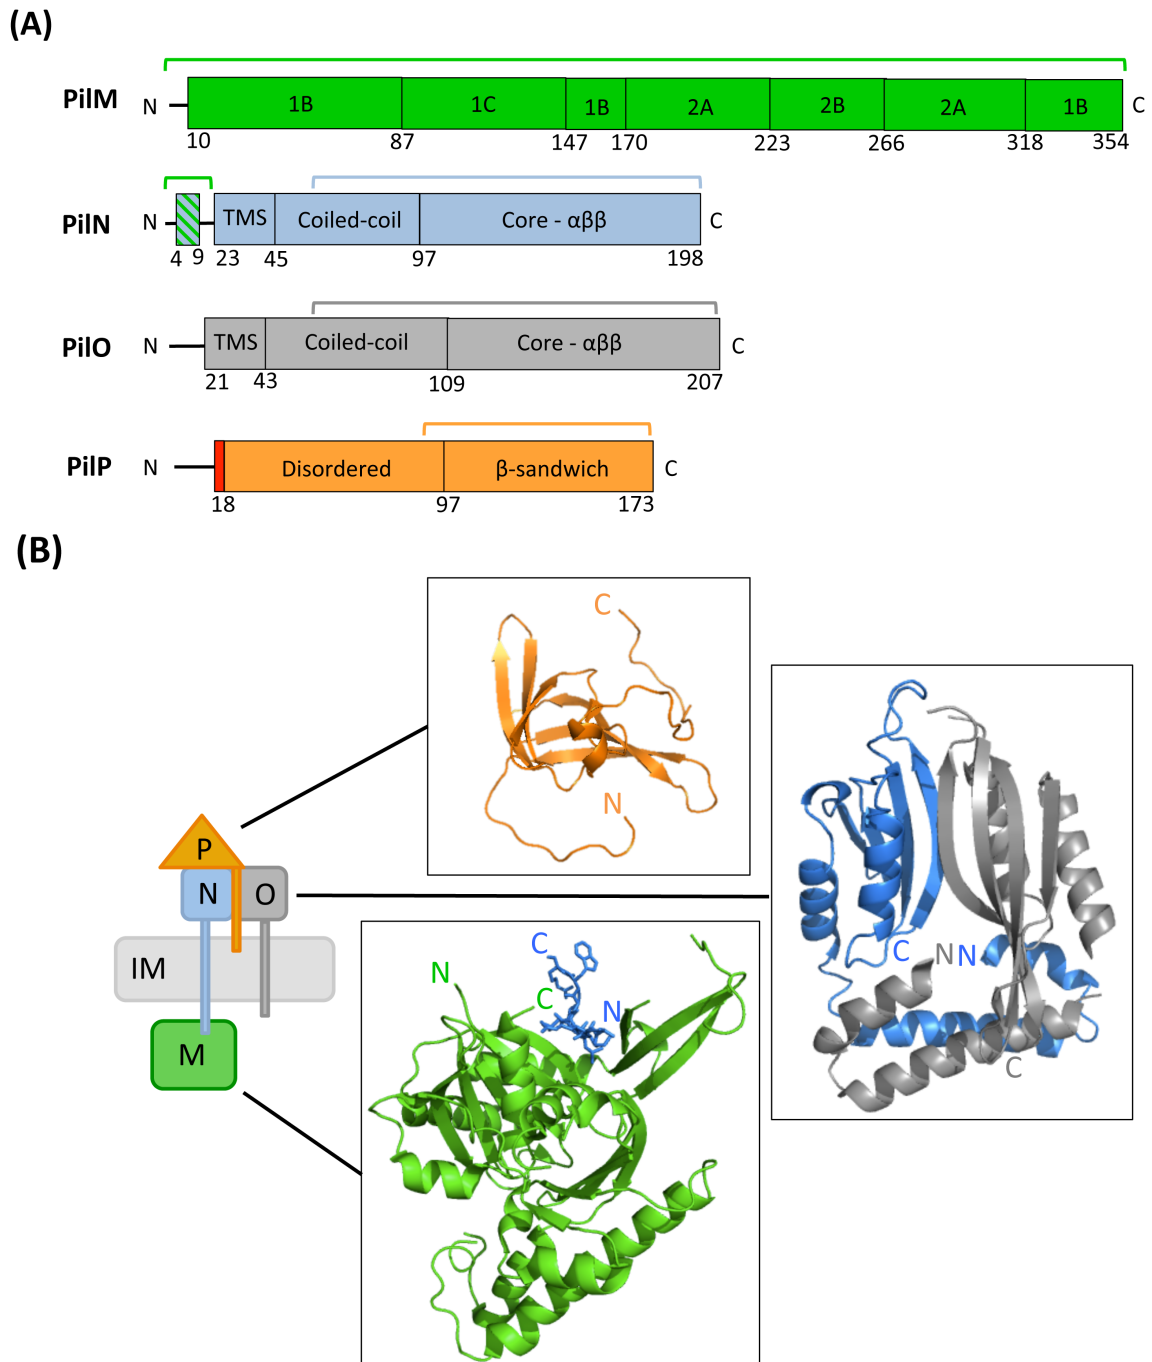 (A)
PilM N 1B 1C 1B 2A 2B 2A 1B C
10 87 147 170 223 266 318 354
PilN N TMS Coiled-coil Core - αββ C
4 9 23 45 97 198
PilO N TMS Coiled-coil Core - αββ C
21 43 109 207
PilP N Disordered β-sandwich C
18 97 173
(B)
C
N
P
N O
IM
M
C N N
C
C
N
C
N